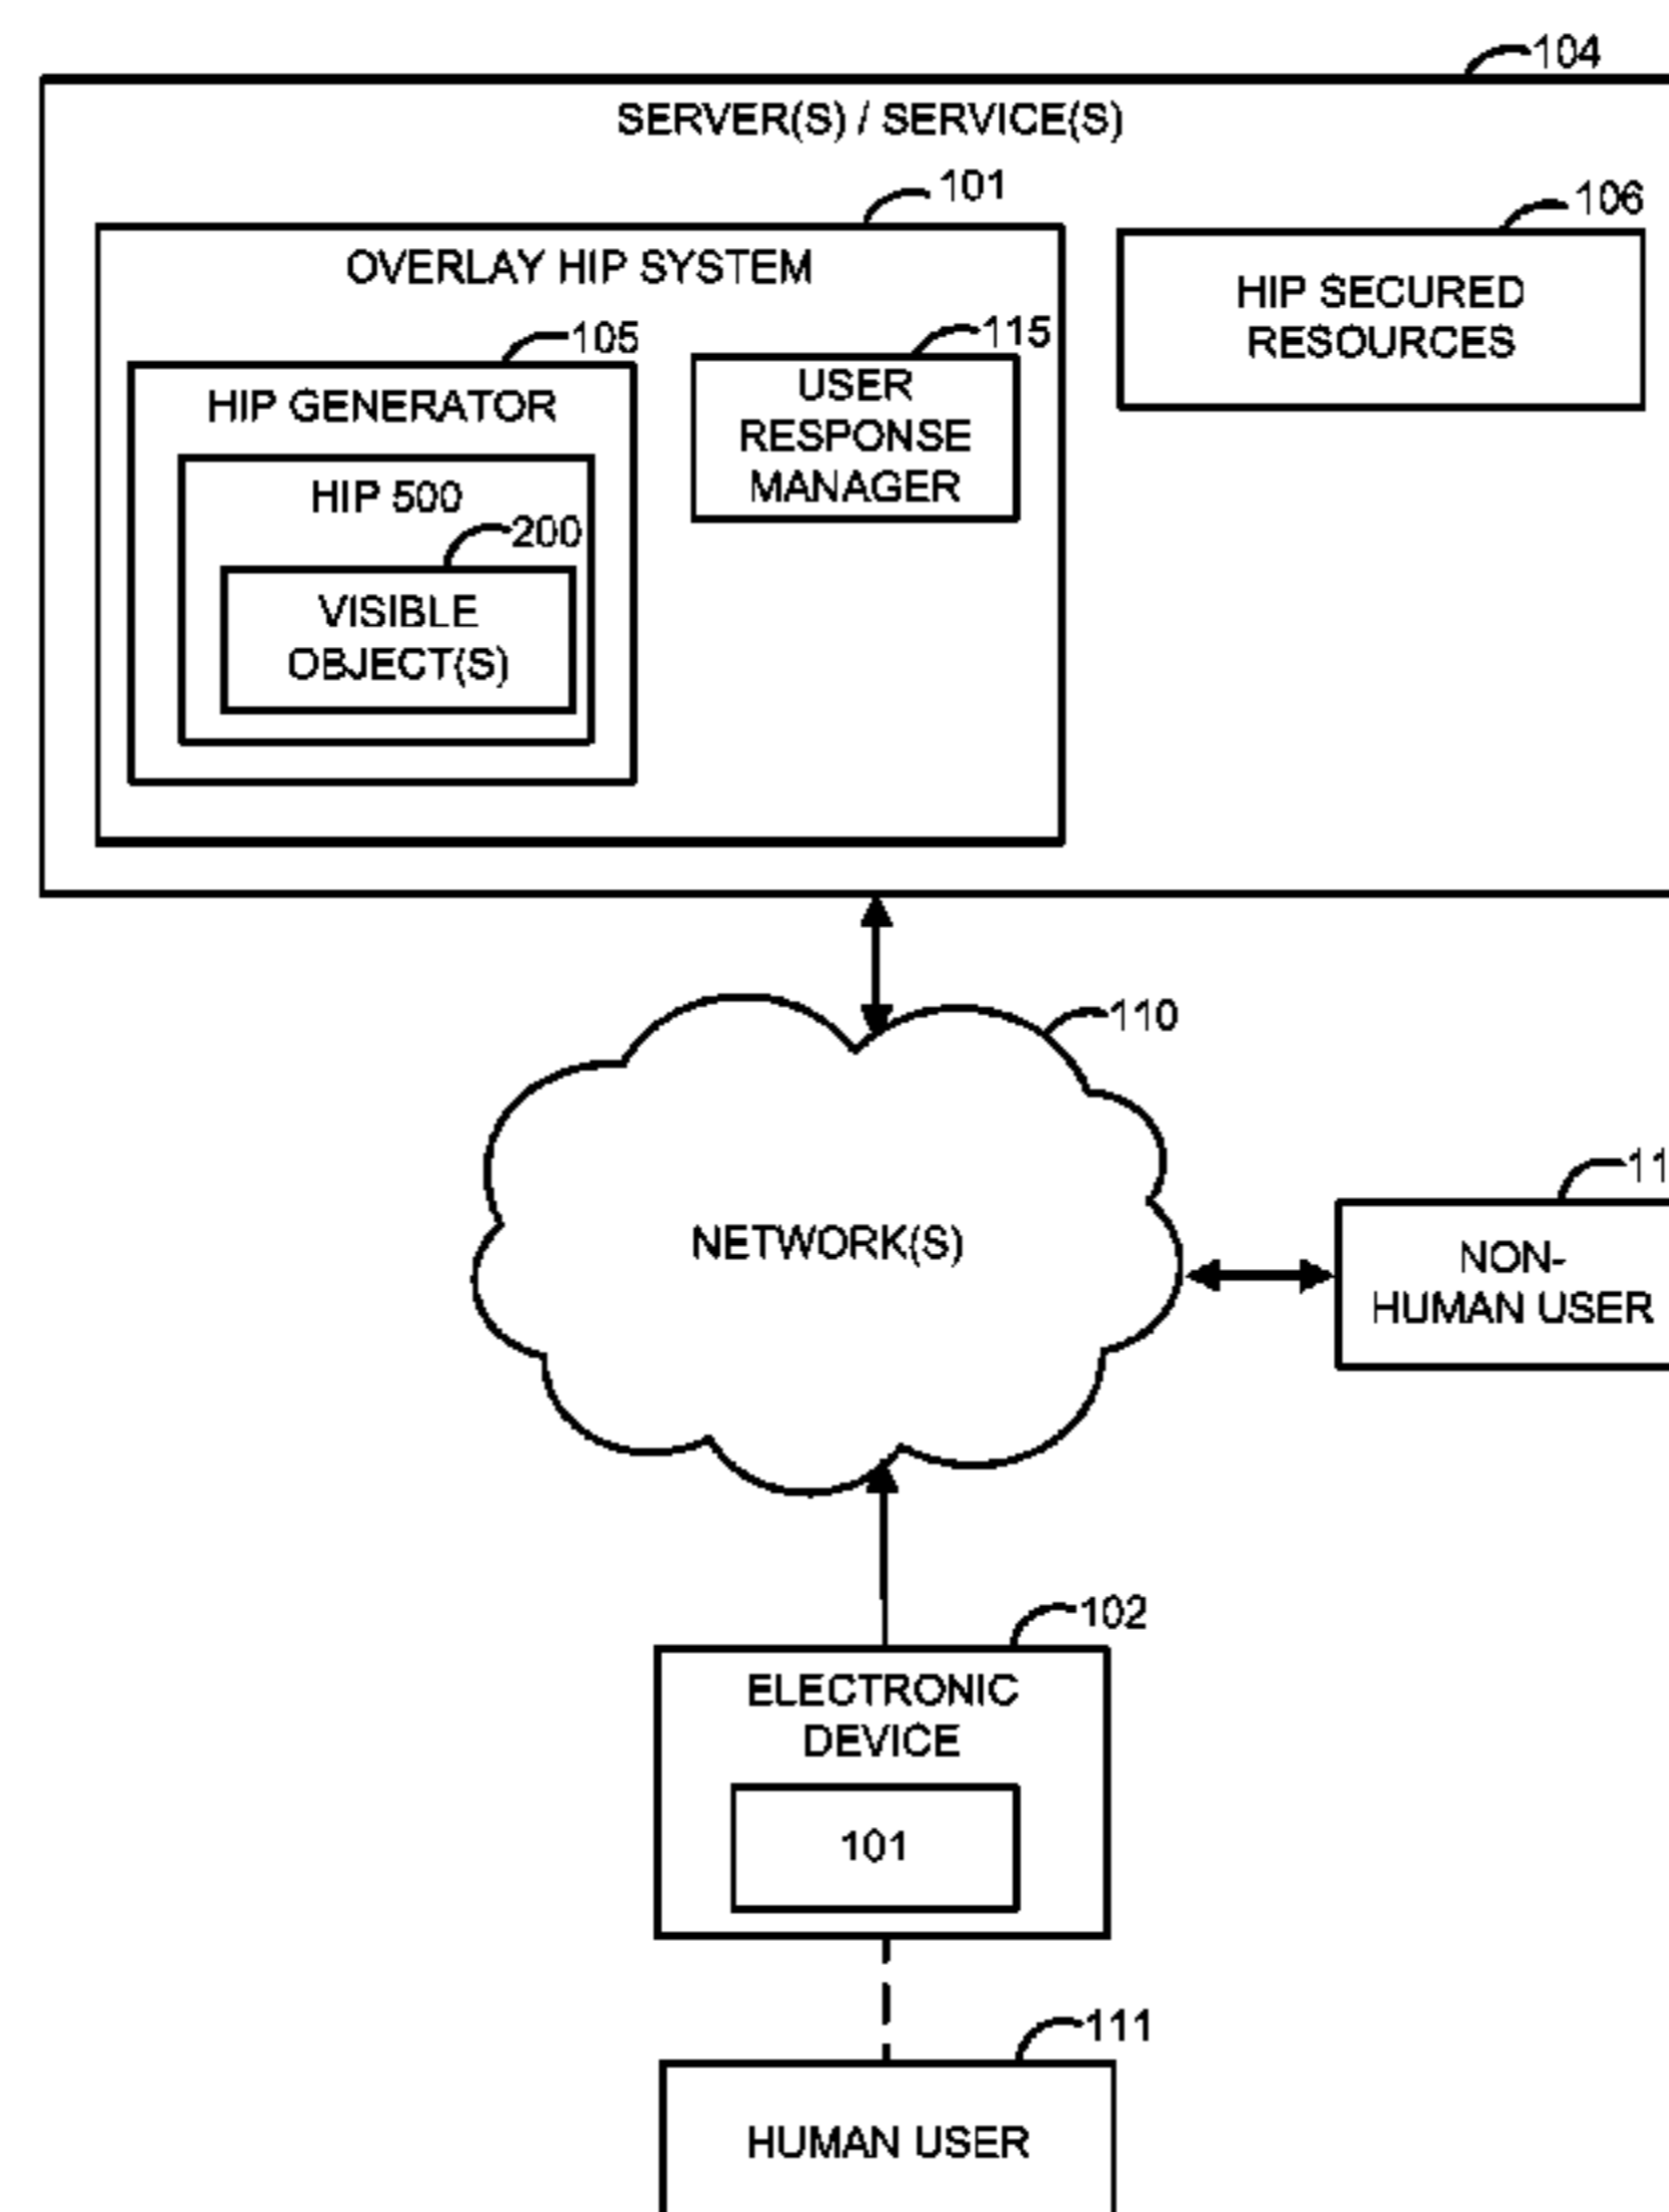 104
SERVER(S) / SERVICE(S)
101
106
OVERLAY HIP SYSTEM
HIP SECURED
RESOURCES
105
115
HIP GENERATOR
USER
RESPONSE
MANAGER
HIP 500
200
VISIBLE
OBJECT(S)
110
NETWORK(S)
NON-
HUMAN USER
102
ELECTRONIC
DEVICE
101
111
HUMAN USER